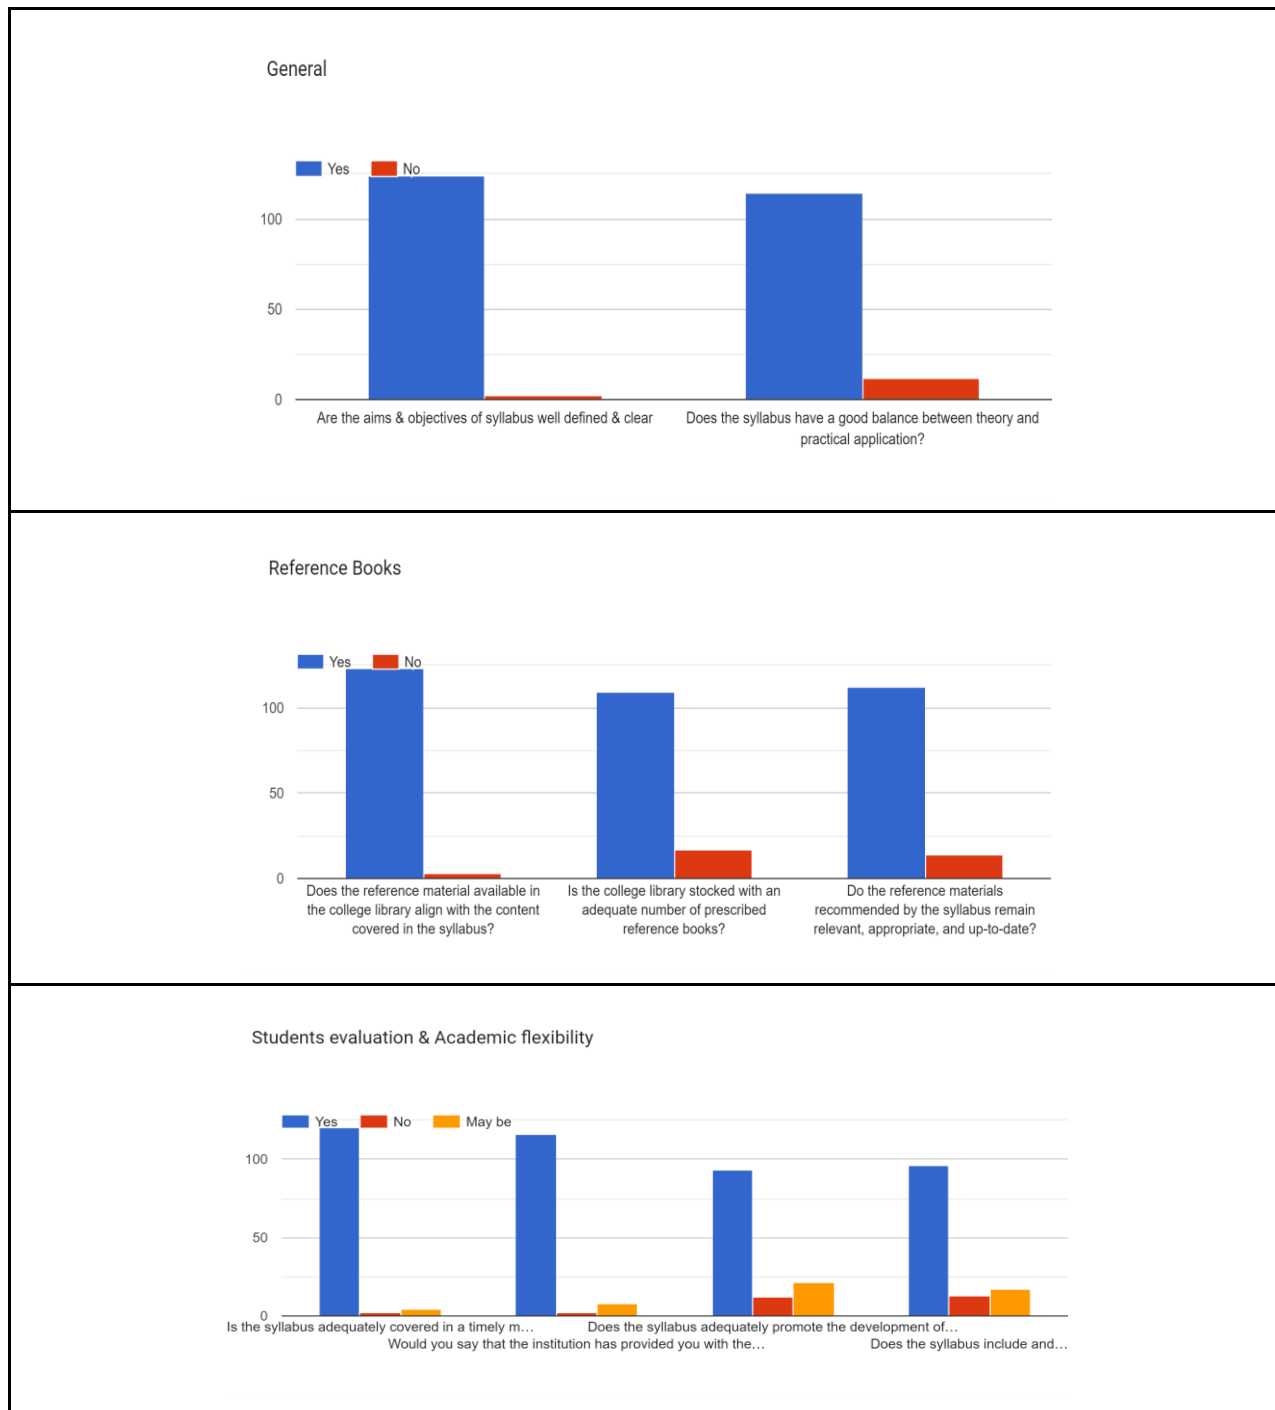 General
Yes No
100
50
0
Are the aims & objectives of syllabus well defined & clear
Does the syllabus have a good balance between theory and
practical application?
Reference Books
Yes No
100
50
0
Does the reference material available in
the college library align with the content
covered in the syllabus?
Is the college library stocked with an
adequate number of prescribed
reference books?
Do the reference materials
recommended by the syllabus remain
relevant, appropriate, and up-to-date?
Students evaluation & Academic flexibility
Yes No May be
100
50
0
Is the syllabus adequately covered in a timely m…
Would you say that the institution has provided you with the…
Does the syllabus adequately promote the development of…
Does the syllabus include and…